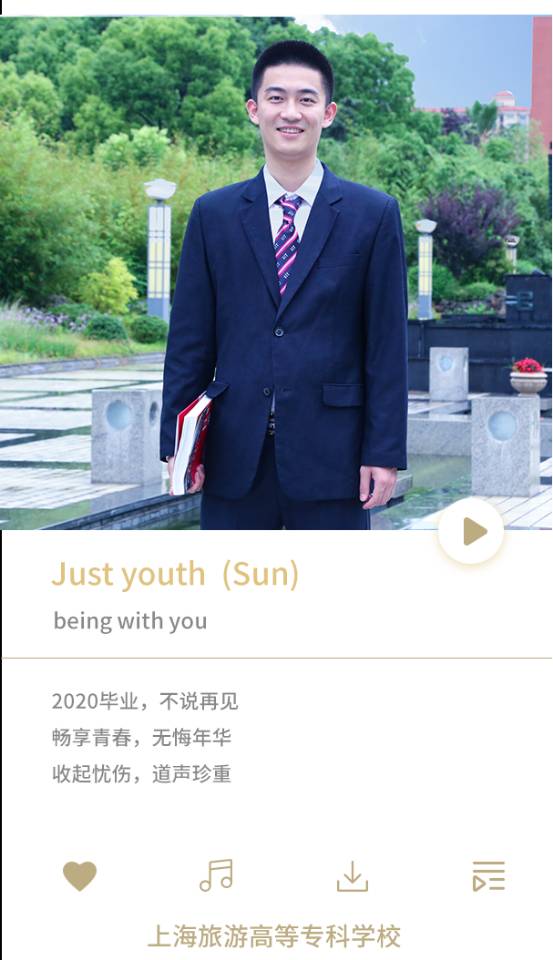 Just youth (Sun)
being with you
2020毕业，不说再见
畅享青春，无悔年华
收起忧伤，道声珍重
上海旅游高等专科学校